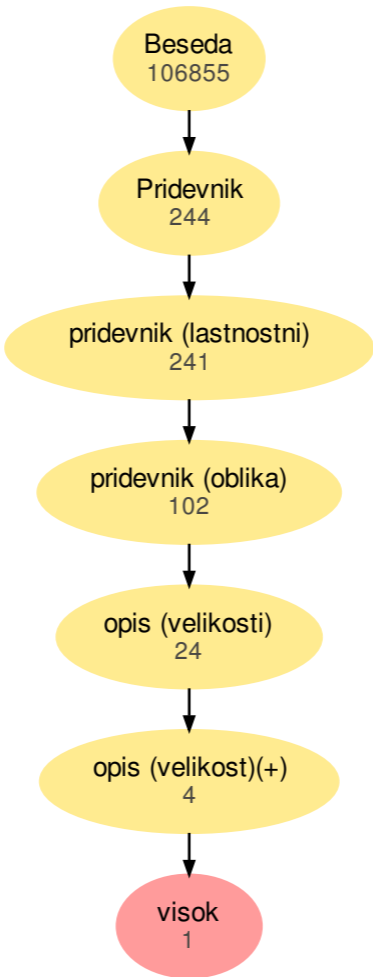 Beseda
106855
Pridevnik
244
pridevnik (lastnostni)
241
pridevnik (oblika)
102
opis (velikosti)
24
opis (velikost)(+)
4
visok
1